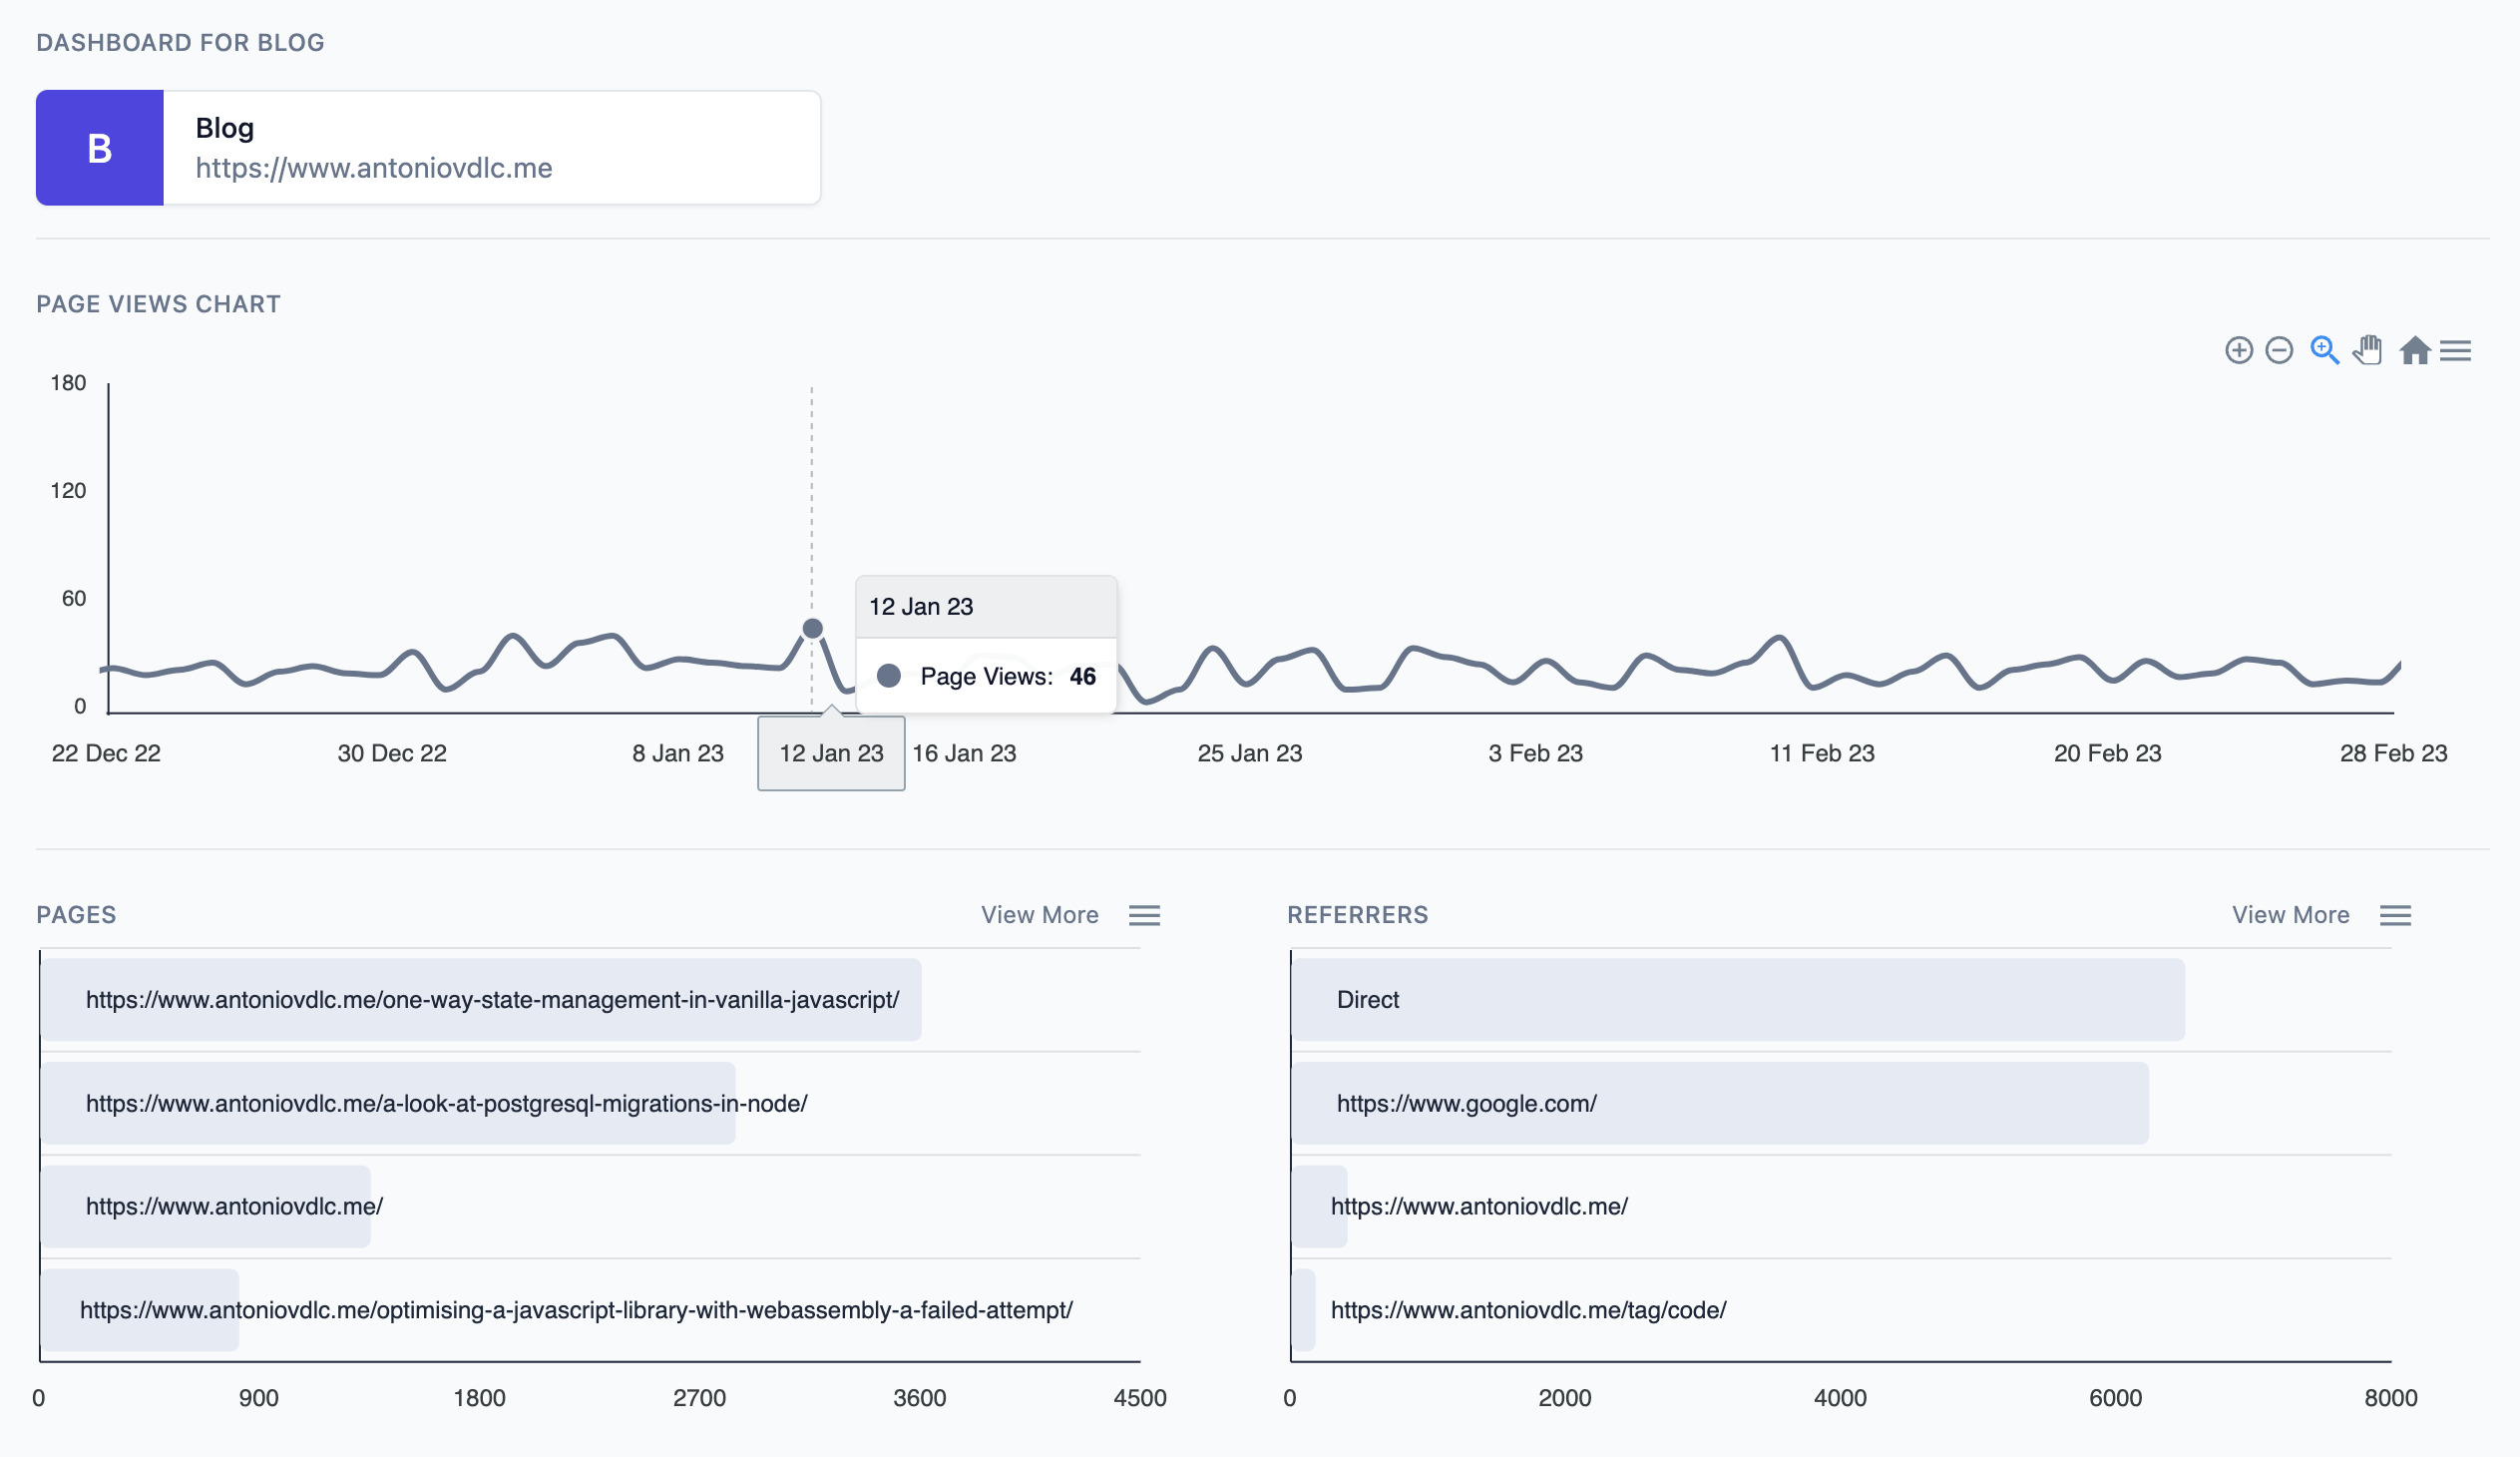 DASHBOARD FOR BLOG
B
Blog
https://www.antoniovdlc.me
PAGE VIEWS CHART
180
120
60
0
12 Jan 23
Page Views: 46
22 Dec 22
30 Dec 22
8 Jan 23
12 Jan 23
16 Jan 23
25 Jan 23
3 Feb 23
11 Feb 23
20 Feb 23
28 Feb 23
PAGES
View More
https://www.antoniovdlc.me/one-way-state-management-in-vanilla-javascript/
https://www.antoniovdlc.me/a-look-at-postgresql-migrations-in-node/
https://www.antoniovdlc.me/
https://www.antoniovdlc.me/optimising-a-javascript-library-with-webassembly-a-failed-attempt/
0
900
1800
2700
3600
4500
REFERRERS
View More
Direct
https://www.google.com/
https://www.antoniovdlc.me/
https://www.antoniovdlc.me/tag/code/
0
2000
4000
6000
8000